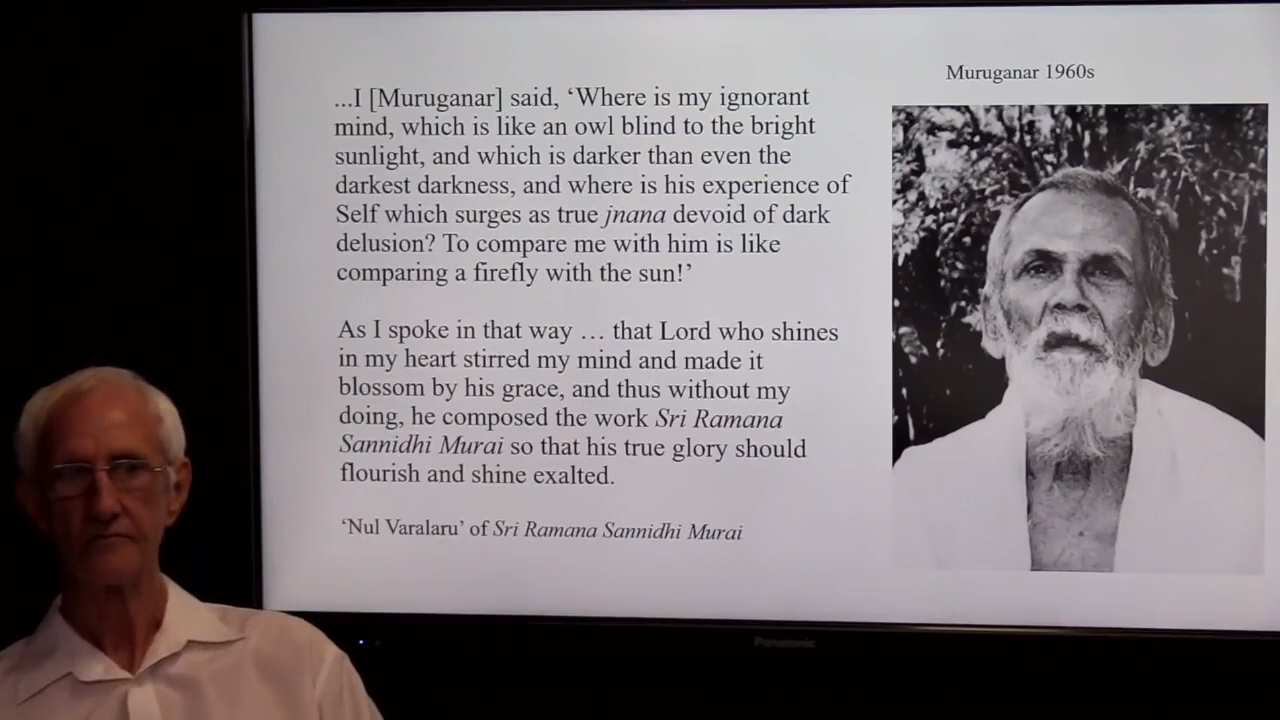 Muruganar 1960s
...I [Muruganar] said, ‘Where is my ignorant
mind, which is like an owl blind to the bright
sunlight, and which is darker than even the
darkest darkness, and where is his experience of
Self which surges as true jnana devoid of dark
delusion? To compare me with him is like
comparing a firefly with the sun!’
As I spoke in that way … that Lord who shines
in my heart stirred my mind and made it
blossom by his grace, and thus without my
doing, he composed the work Sri Ramana
Sannidhi Murai so that his true glory should
flourish and shine exalted.
‘Nul Varalaru’ of Sri Ramana Sannidhi Murai
Panasonic